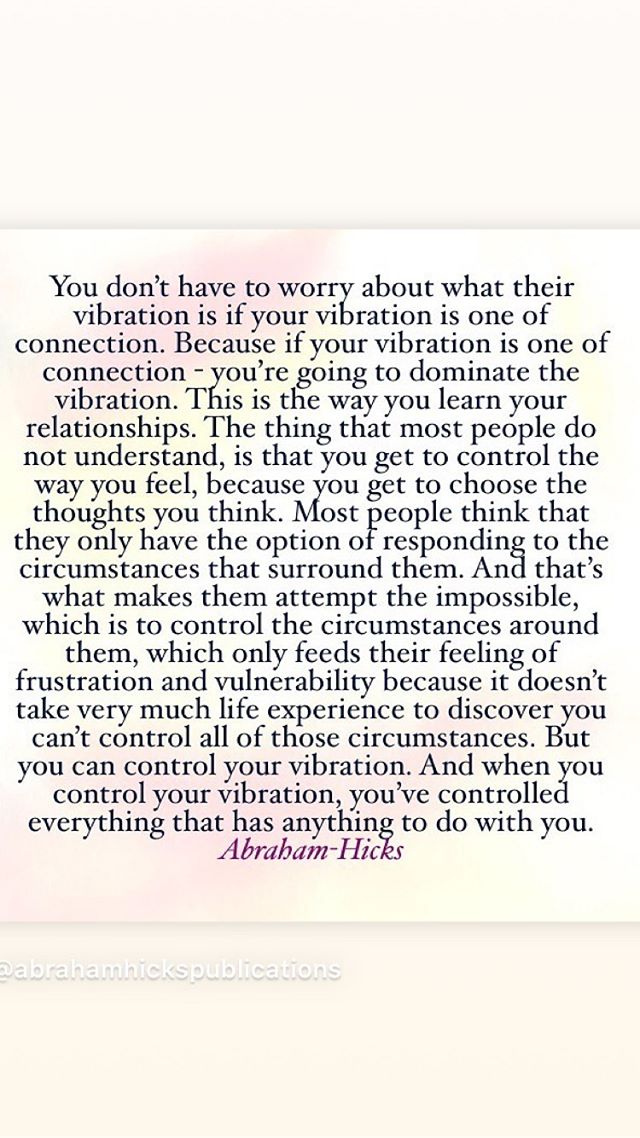 You don't have to worry about what their
vibration is if your vibration is one of
connection. Because if your vibration is one of
connection - you're going to dominate the
vibration. This is the way you learn your
relationships. The thing that most people do
not understand, is that you get to control the
way you feel, because you get to choose the
thoughts you think. Most people think that
they only have the option of responding to the
circumstances that surround them. And that's
what makes them attempt the impossible,
which is to control the circumstances around
them, which only feeds their feeling of
frustration and vulnerability because it doesn't
take very much life experience to discover you
can't control all of those circumstances. But
you can control your vibration. And when you
control your vibration, you've controlled
everything that has anything to do with you.
Abraham-Hicks
@abrahamhickspublications